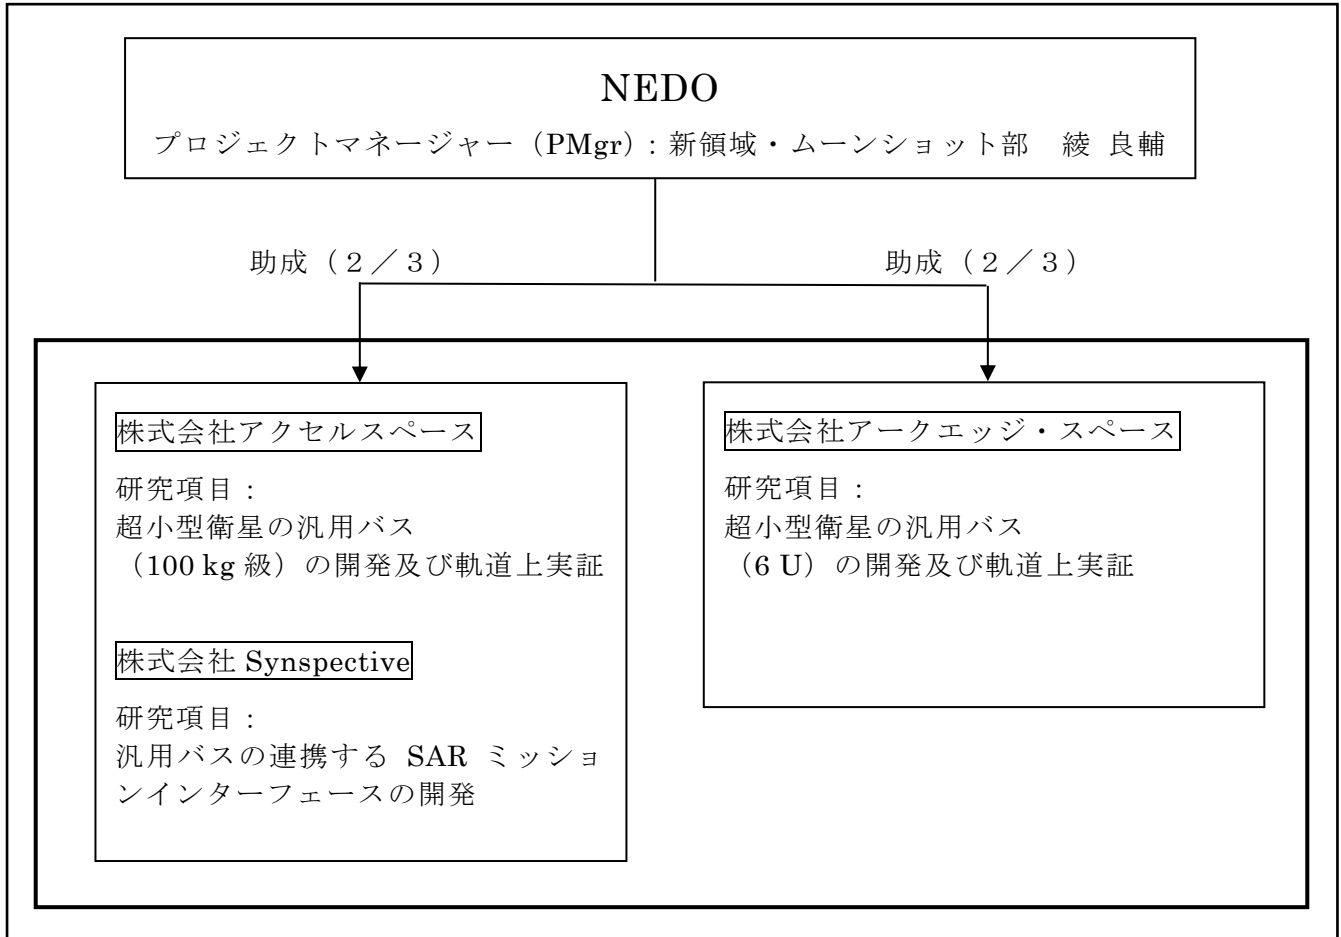 NEDO
プロジェクトマネージャー（PMgr）：新領域・ムーンショット部　綾 良輔
助成（２／３）
助成（２／３）
株式会社アクセルスペース
研究項目：
超小型衛星の汎用バス
（100 kg 級）の開発及び軌道上実証
株式会社 Synspective
研究項目：
汎用バスの連携する SAR ミッショ
ンインターフェースの開発
株式会社アークエッジ・スペース
研究項目：
超小型衛星の汎用バス
（6 U）の開発及び軌道上実証